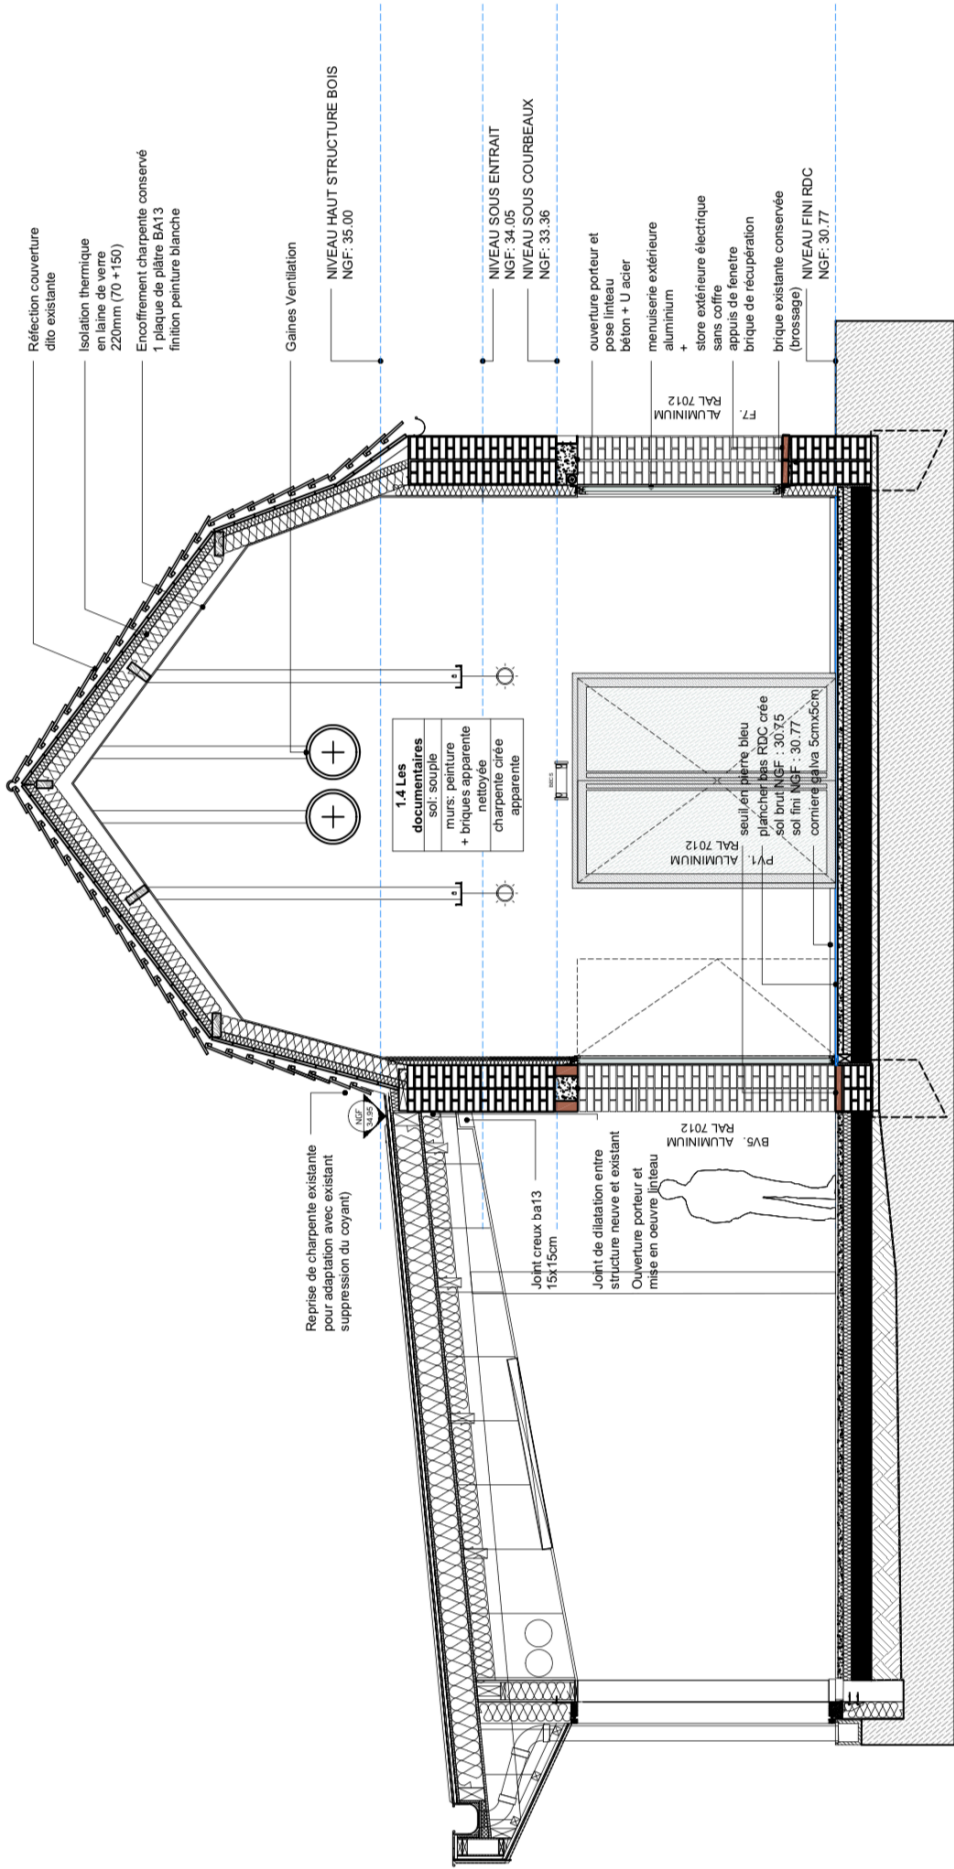 Réfection couverture
dito existante
Isolation thermique
en laine de verre
220mm (70 +150)
Encoffrement charpente conservé
1 plaque de plâtre BA13
finition peinture blanche
Gaines Ventilation
NIVEAU HAUT STRUCTURE BOIS
NGF: 35.00
NIVEAU SOUS ENTRAIT
NGF: 34.05
NIVEAU SOUS COURBEAUX
NGF: 33.36
ouverture porteur et
pose linteau
béton + U acier
menuiserie extérieure
aluminium
+
store extérieure électrique
sans coffre
appuis de fenetre
brique de récupération
brique existante conservée
(brossage)
NIVEAU FINI RDC
NGF: 30.77
F7. ALUMINIUM
RAL 7012
1.4 Les
documentaires
sol: souple
murs: peinture
+ briques apparente
nettoyée
charpente cirée
apparente
PV1. ALUMINIUM
RAL 7012
seuil en pierre bleu
plancher bas RDC crée
sol brut NGF : 30.75
sol fini NGF : 30.77
corniere galva 5cmx5cm
Reprise de charpente existante
pour adaptation avec existant
suppression du coyant)
NGF
34.95
Joint creux ba13
15x15cm
Joint de dilatation entre
structure neuve et existant
Ouverture porteur et
mise en oeuvre linteau
BV5. ALUMINIUM
RAL 7012